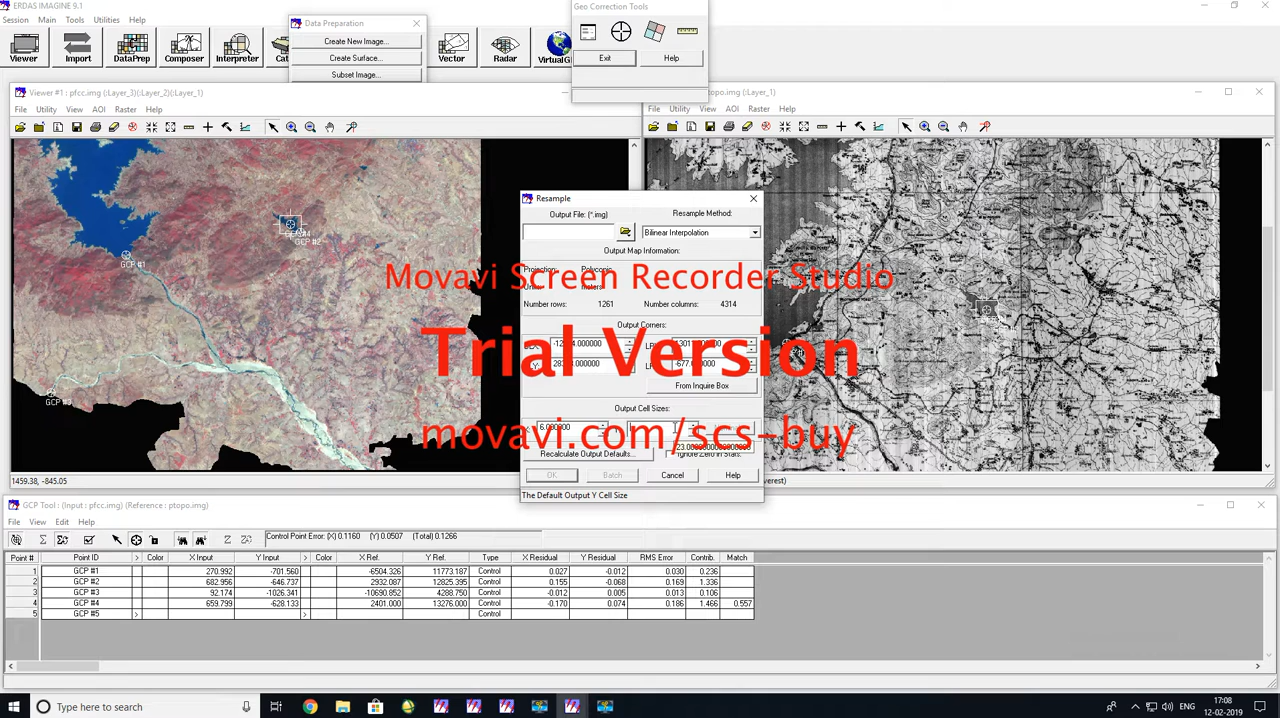 ERDAS IMAGINE 9.1
Session Main Tools Utilities Help
Viewer Import DataPrep Composer Interpreter Vector Radar
Data Preparation
Create New Image...
Create Surface...
Subset Image...
Geo Correction Tools
Exit Help
Viewer #1 : pfcc.img (:Layer_3)(:Layer_2)(:Layer_1)
File Utility View AOI Raster Help
topo.img (:Layer_1)
File Utility View AOI Raster Help
GCP #1
GCP #2
GCP #3
1459.38, -845.05
Resample
Output File: (*.img) Resample Method:
Bilinear Interpolation
Output Map Information:
Projection: Polyconic
meters
Number rows: 1261 Number columns: 4314
Output Corners:
From Inquire Box
Output Cell Sizes:
Recalculate Output Defaults... Ignore Zero in Stats.
OK Batch Cancel Help
The Default Output Y Cell Size
Movavi Screen Recorder Studio
Trial Version
movavi.com/scs-buy
GCP Tool : (Input : pfcc.img) (Reference : ptopo.img)
File View Edit Help
Control Point Error: (X) 0.1160 (Y) 0.0507 (Total) 0.1266
Point # Point ID > Color X Input Y Input > Color X Ref. Y Ref. Type X Residual Y Residual RMS Error Contrib. Match
1 GCP #1 270.992 -701.560 -6504.326 11773.187 Control 0.027 -0.012 0.030 0.236
2 GCP #2 682.956 -646.737 2932.087 12825.395 Control 0.155 -0.068 0.169 1.336
3 GCP #3 92.174 -1026.341 -10690.852 4288.750 Control -0.012 0.005 0.013 0.106
4 GCP #4 659.799 -628.133 2401.000 13276.000 Control -0.170 0.074 0.186 1.466 0.557
5 GCP #5 > > Control
Type here to search
ENG
17:08
12-02-2019